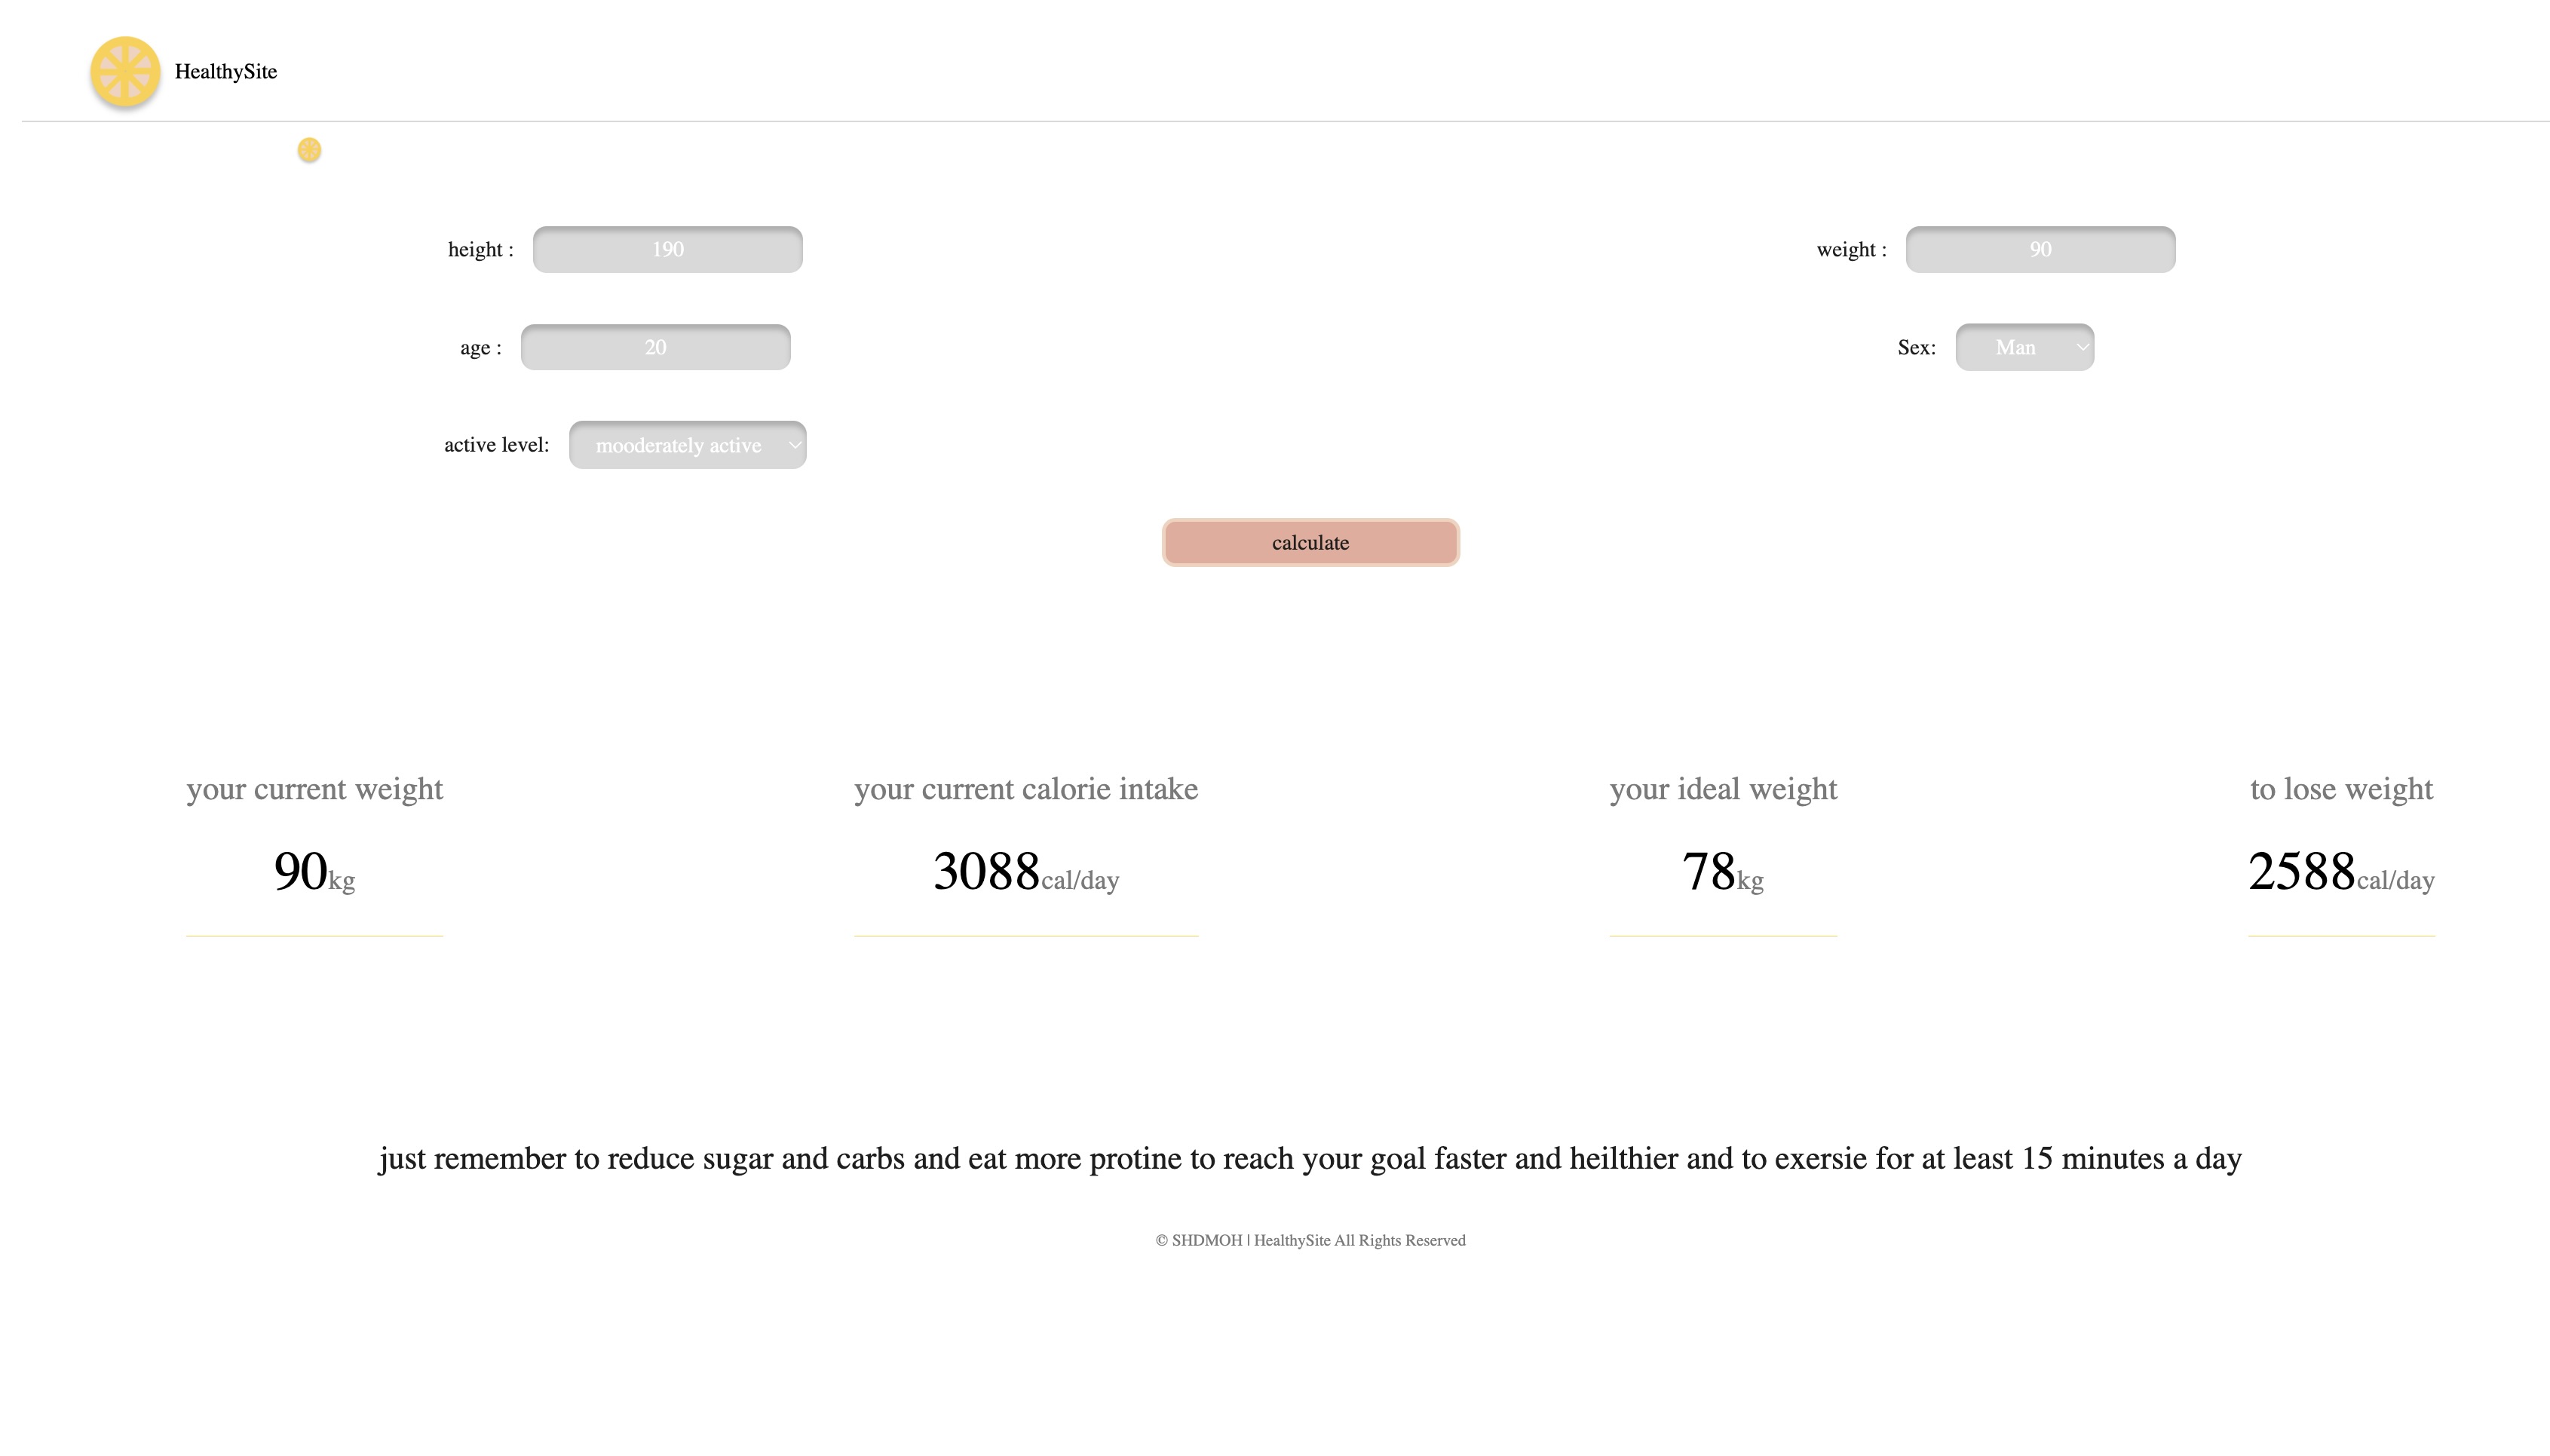 HealthySite
height : 190
weight : 90
age : 20
Sex: Man
active level: mooderately active
calculate
your current weight
90kg
your current calorie intake
3088cal/day
your ideal weight
78kg
to lose weight
2588cal/day
just remember to reduce sugar and carbs and eat more protine to reach your goal faster and heilthier and to exersie for at least 15 minutes a day
© SHDMOH | HealthySite All Rights Reserved